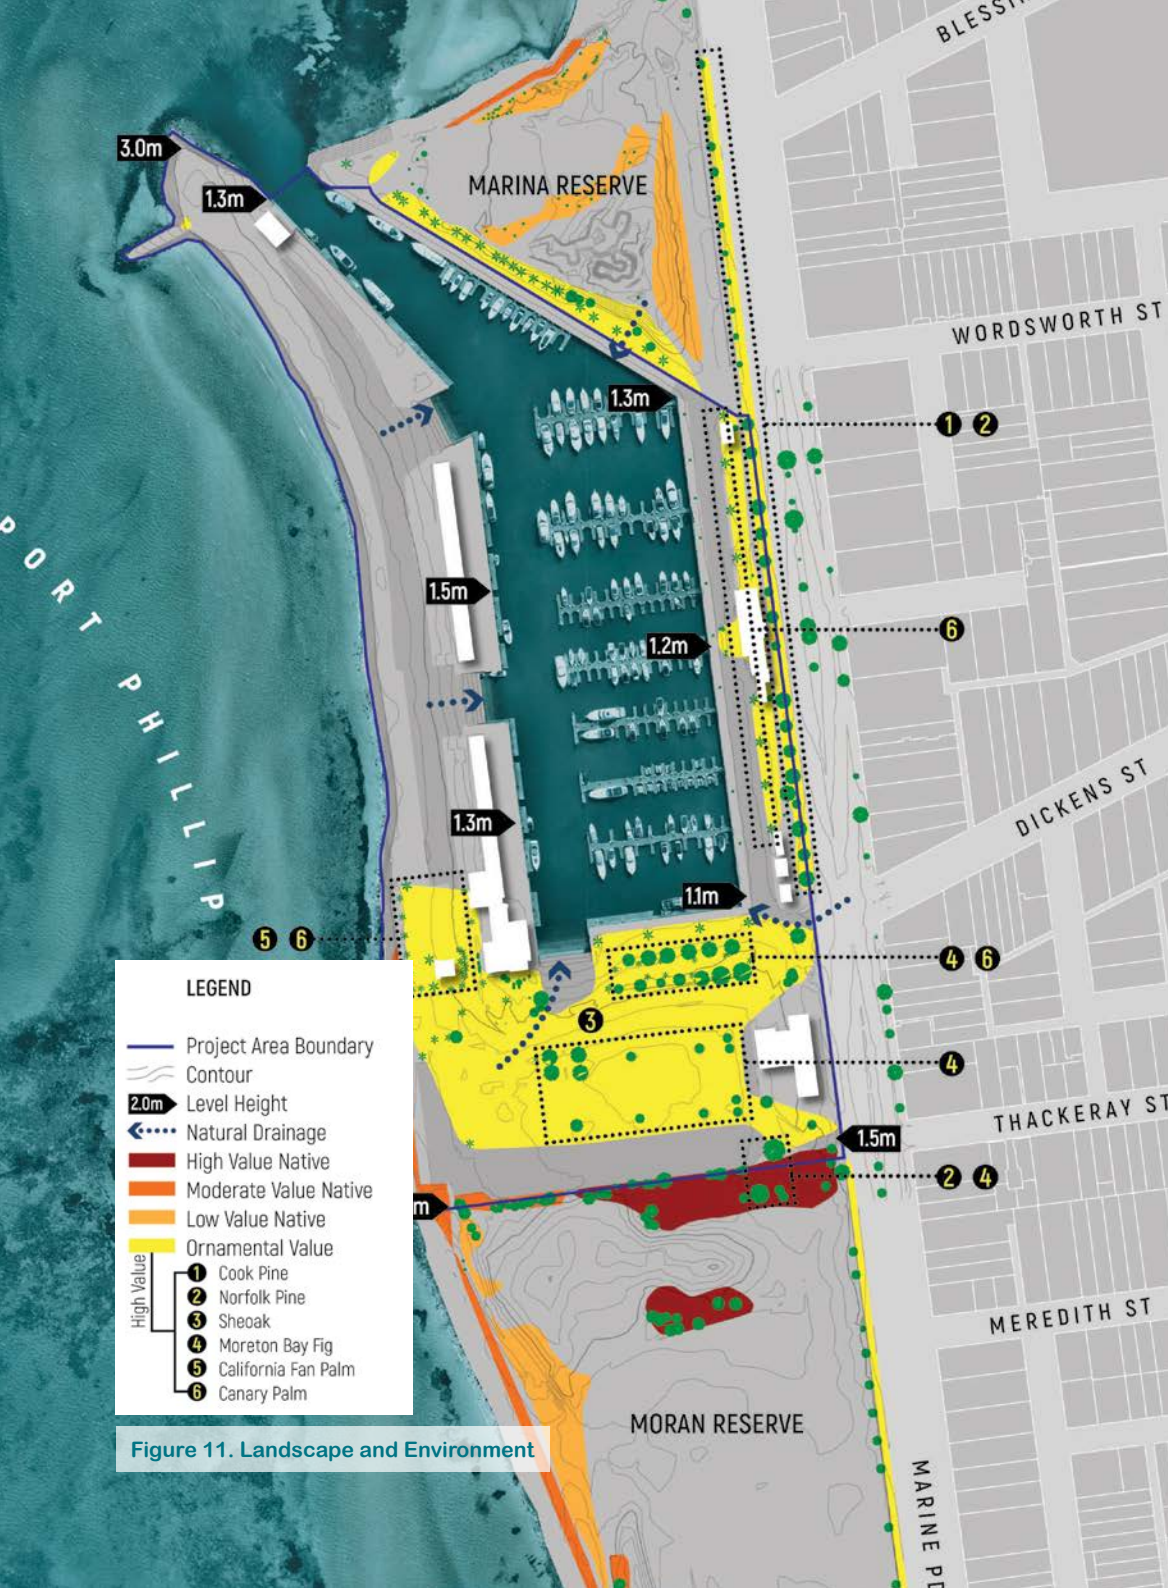 BLESSI
3.0m
1.3m
MARINA RESERVE
WORDSWORTH ST
1.3m
1 2
PORT PHILLIP
1.5m
6
1.2m
DICKENS ST
1.3m
1.1m
5 6
4 6
3
4
THACKERAY ST
1.5m
2 4
m
MEREDITH ST
MORAN RESERVE
MARINE PD
LEGEND
Project Area Boundary
Contour
2.0m Level Height
Natural Drainage
High Value Native
Moderate Value Native
Low Value Native
Ornamental Value
High Value
1 Cook Pine
2 Norfolk Pine
3 Sheoak
4 Moreton Bay Fig
5 California Fan Palm
6 Canary Palm
Figure 11. Landscape and Environment